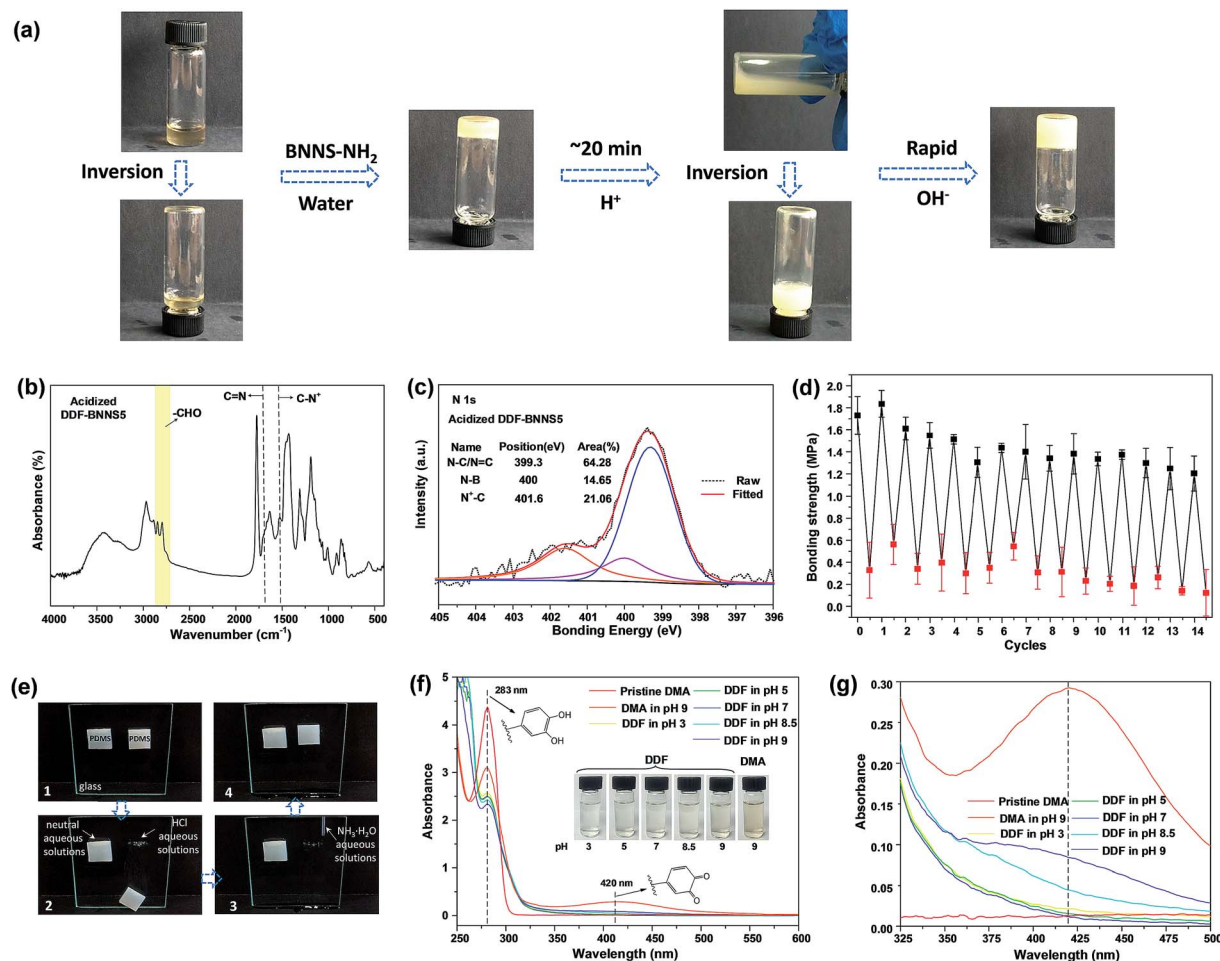 (a)
Inversion
BNNS-NH2
Water
~20 min
H+
Inversion
Rapid
OH-
(b)
Acidized
DDF-BNNS5
C=N
C-N+
-CHO
Absorbance (%)
4000 3500 3000 2500 2000 1500 1000 500
Wavenumber (cm-1)
(c)
N 1s
Acidized DDF-BNNS5
Name Position(eV) Area(%)
N-C/N=C 399.3 64.28
N-B 400 14.65
N+-C 401.6 21.06
Raw
Fitted
Intensity (a.u.)
405 404 403 402 401 400 399 398 397 396
Bonding Energy (eV)
(d)
2.0
1.8
1.6
1.4
1.2
1.0
0.8
0.6
0.4
0.2
0.0
Bonding strength (MPa)
0 1 2 3 4 5 6 7 8 9 10 11 12 13 14
Cycles
(e)
PDMS PDMS
glass
1
4
neutral
aqueous
solutions
HCl
aqueous
solutions
2
NH3·H2O
aqueous
solutions
3
(f)
5
4
3
2
1
0
Absorbance
283 nm
OH
OH
Pristine DMA
DMA in pH 9
DDF in pH 3
DDF in pH 5
DDF in pH 7
DDF in pH 8.5
DDF in pH 9
DDF DMA
pH 3 5 7 8.5 9 9
420 nm
O
O
250 300 350 400 450 500 550 600
Wavelength (nm)
(g)
0.30
0.25
0.20
0.15
0.10
0.05
0.00
Absorbance
Pristine DMA
DMA in pH 9
DDF in pH 3
DDF in pH 5
DDF in pH 7
DDF in pH 8.5
DDF in pH 9
325 350 375 400 425 450 475 500
Wavelength (nm)